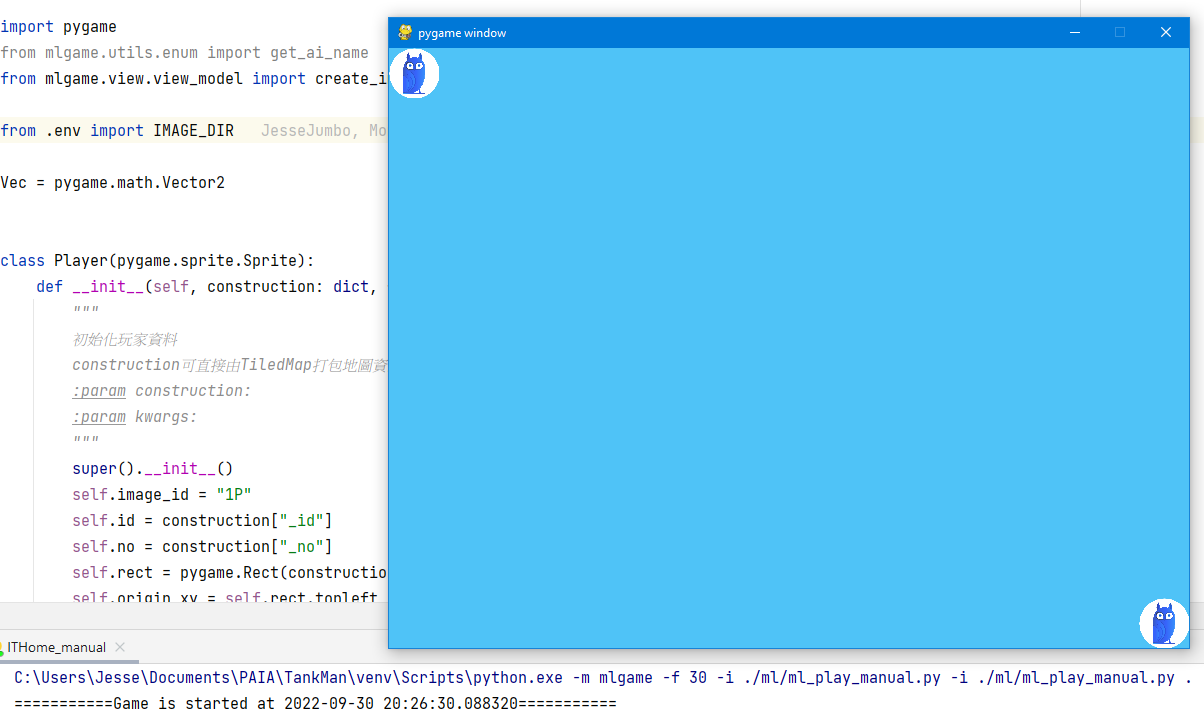 import pygame
from mlgame.utils.enum import get_ai_name
from mlgame.view.view_model import create_i
from .env import IMAGE_DIR   JesseJumbo, Mo
Vec = pygame.math.Vector2
class Player(pygame.sprite.Sprite):
def __init__(self, construction: dict,
"""
初始化玩家資料
construction可直接由TiledMap打包地圖資
:param construction:
:param kwargs:
"""
super().__init__()
self.image_id = "1P"
self.id = construction["_id"]
self.no = construction["_no"]
self.rect = pygame.Rect(constructio
self.origin_xy = self.rect.topleft
pygame window
ITHome_manual
C:\Users\Jesse\Documents\PAIA\TankMan\venv\Scripts\python.exe -m mlgame -f 30 -i ./ml/ml_play_manual.py -i ./ml/ml_play_manual.py .
===========Game is started at 2022-09-30 20:26:30.088320===========